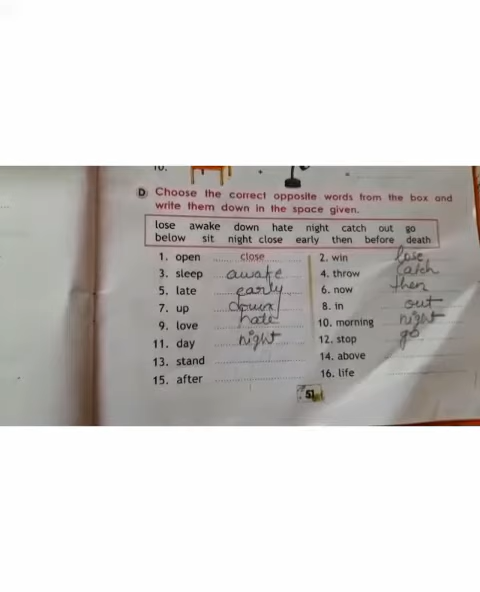 10. + =
D Choose the correct opposite words from the box and
write them down in the space given.
lose awake down hate night catch out go
below sit night close early then before death
1. open close 2. win lose
3. sleep awake 4. throw catch
5. late early 6. now then
7. up down 8. in out
9. love hate 10. morning night
11. day night 12. stop go
13. stand 14. above
15. after 16. life
51